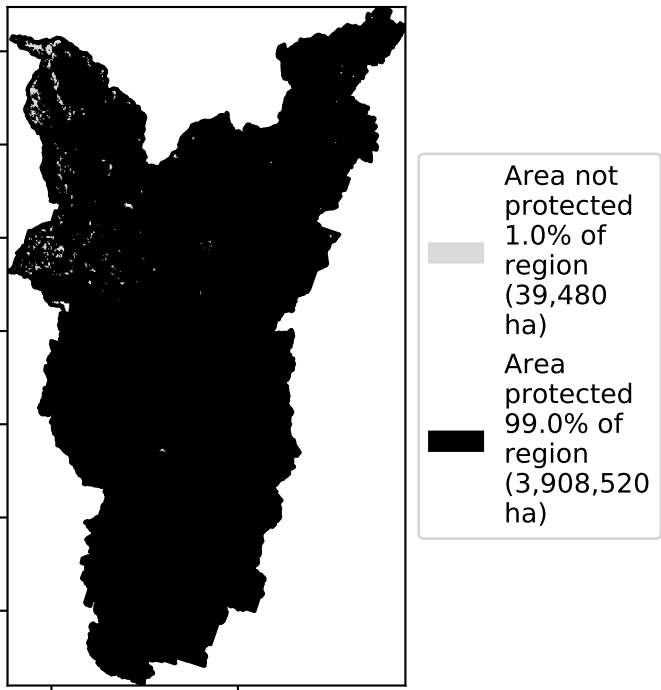 Area not
protected
1.0% of
region
(39,480
ha)
Area
protected
99.0% of
region
(3,908,520
ha)